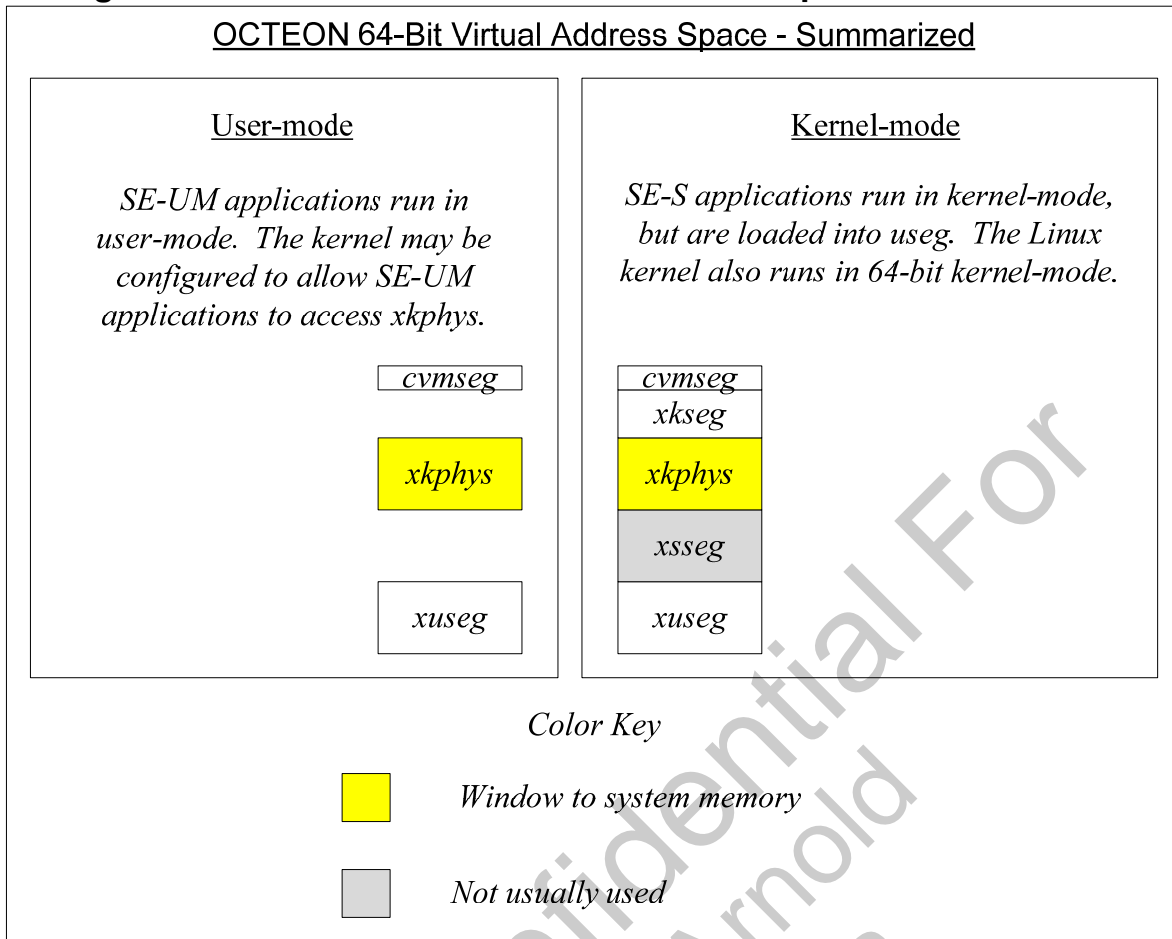 OCTEON 64-Bit Virtual Address Space - Summarized
User-mode
SE-UM applications run in
user-mode. The kernel may be
configured to allow SE-UM
applications to access xkphys.
cvmseg
xkphys
xuseg
Kernel-mode
SE-S applications run in kernel-mode,
but are loaded into useg. The Linux
kernel also runs in 64-bit kernel-mode.
cvmseg
xkseg
xkphys
xsseg
xuseg
Color Key
Window to system memory
Not usually used
For
Arnold